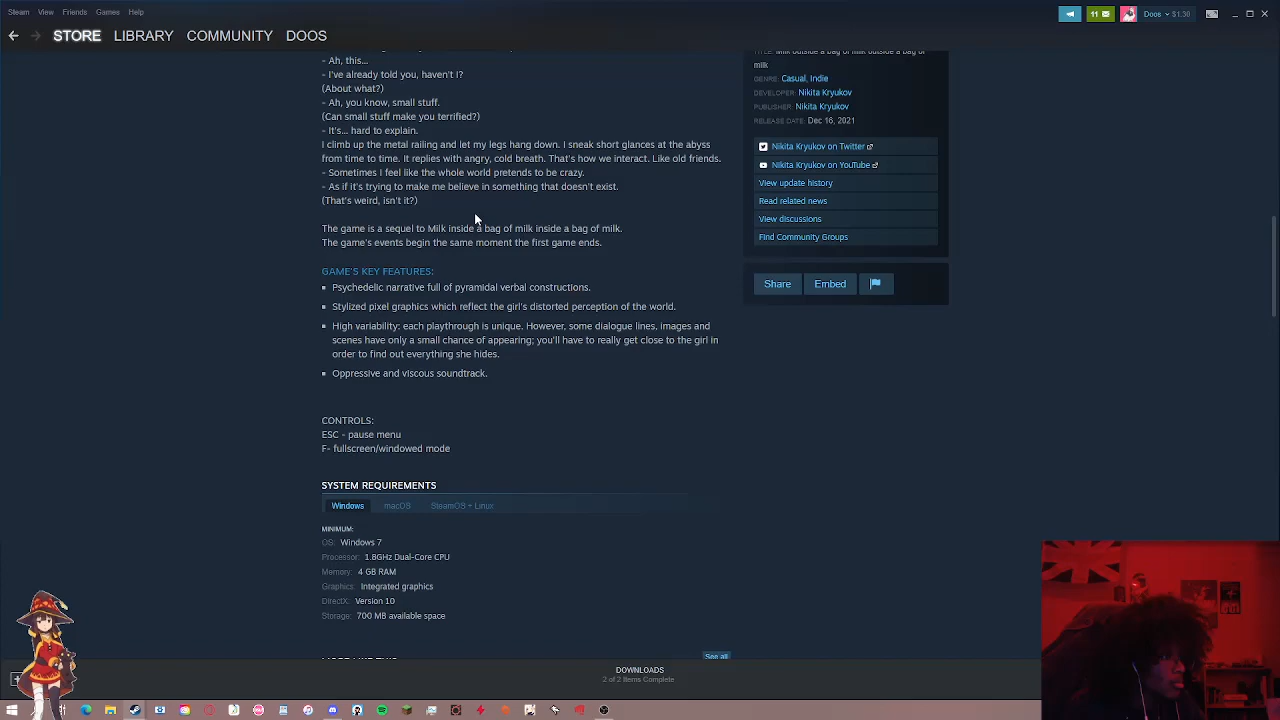 Steam View Friends Games Help
11
Doos $1.38
STORE LIBRARY COMMUNITY DOOS
- Ah, this...
- I've already told you, haven't I?
(About what?)
- Ah, you know, small stuff.
(Can small stuff make you terrified?)
- It's... hard to explain.
I climb up the metal railing and let my legs hang down. I sneak short glances at the abyss
from time to time. It replies with angry, cold breath. That's how we interact. Like old friends.
- Sometimes I feel like the whole world pretends to be crazy.
- As if it's trying to make me believe in something that doesn't exist.
(That's weird, isn't it?)
The game is a sequel to Milk inside a bag of milk inside a bag of milk.
The game's events begin the same moment the first game ends.
GAME'S KEY FEATURES:
Psychedelic narrative full of pyramidal verbal constructions.
Stylized pixel graphics which reflect the girl's distorted perception of the world.
High variability: each playthrough is unique. However, some dialogue lines, images and
scenes have only a small chance of appearing; you'll have to really get close to the girl in
order to find out everything she hides.
Oppressive and viscous soundtrack.
CONTROLS:
ESC - pause menu
F- fullscreen/windowed mode
SYSTEM REQUIREMENTS
Windows macOS SteamOS + Linux
MINIMUM:
OS: Windows 7
Processor: 1.8GHz Dual-Core CPU
Memory: 4 GB RAM
Graphics: Integrated graphics
DirectX: Version 10
Storage: 700 MB available space
See all
TITLE: Milk outside a bag of milk outside a bag of
milk
GENRE: Casual, Indie
DEVELOPER: Nikita Kryukov
PUBLISHER: Nikita Kryukov
RELEASE DATE: Dec 16, 2021
Nikita Kryukov on Twitter
Nikita Kryukov on YouTube
View update history
Read related news
View discussions
Find Community Groups
Share Embed
DOWNLOADS
2 of 2 Items Complete